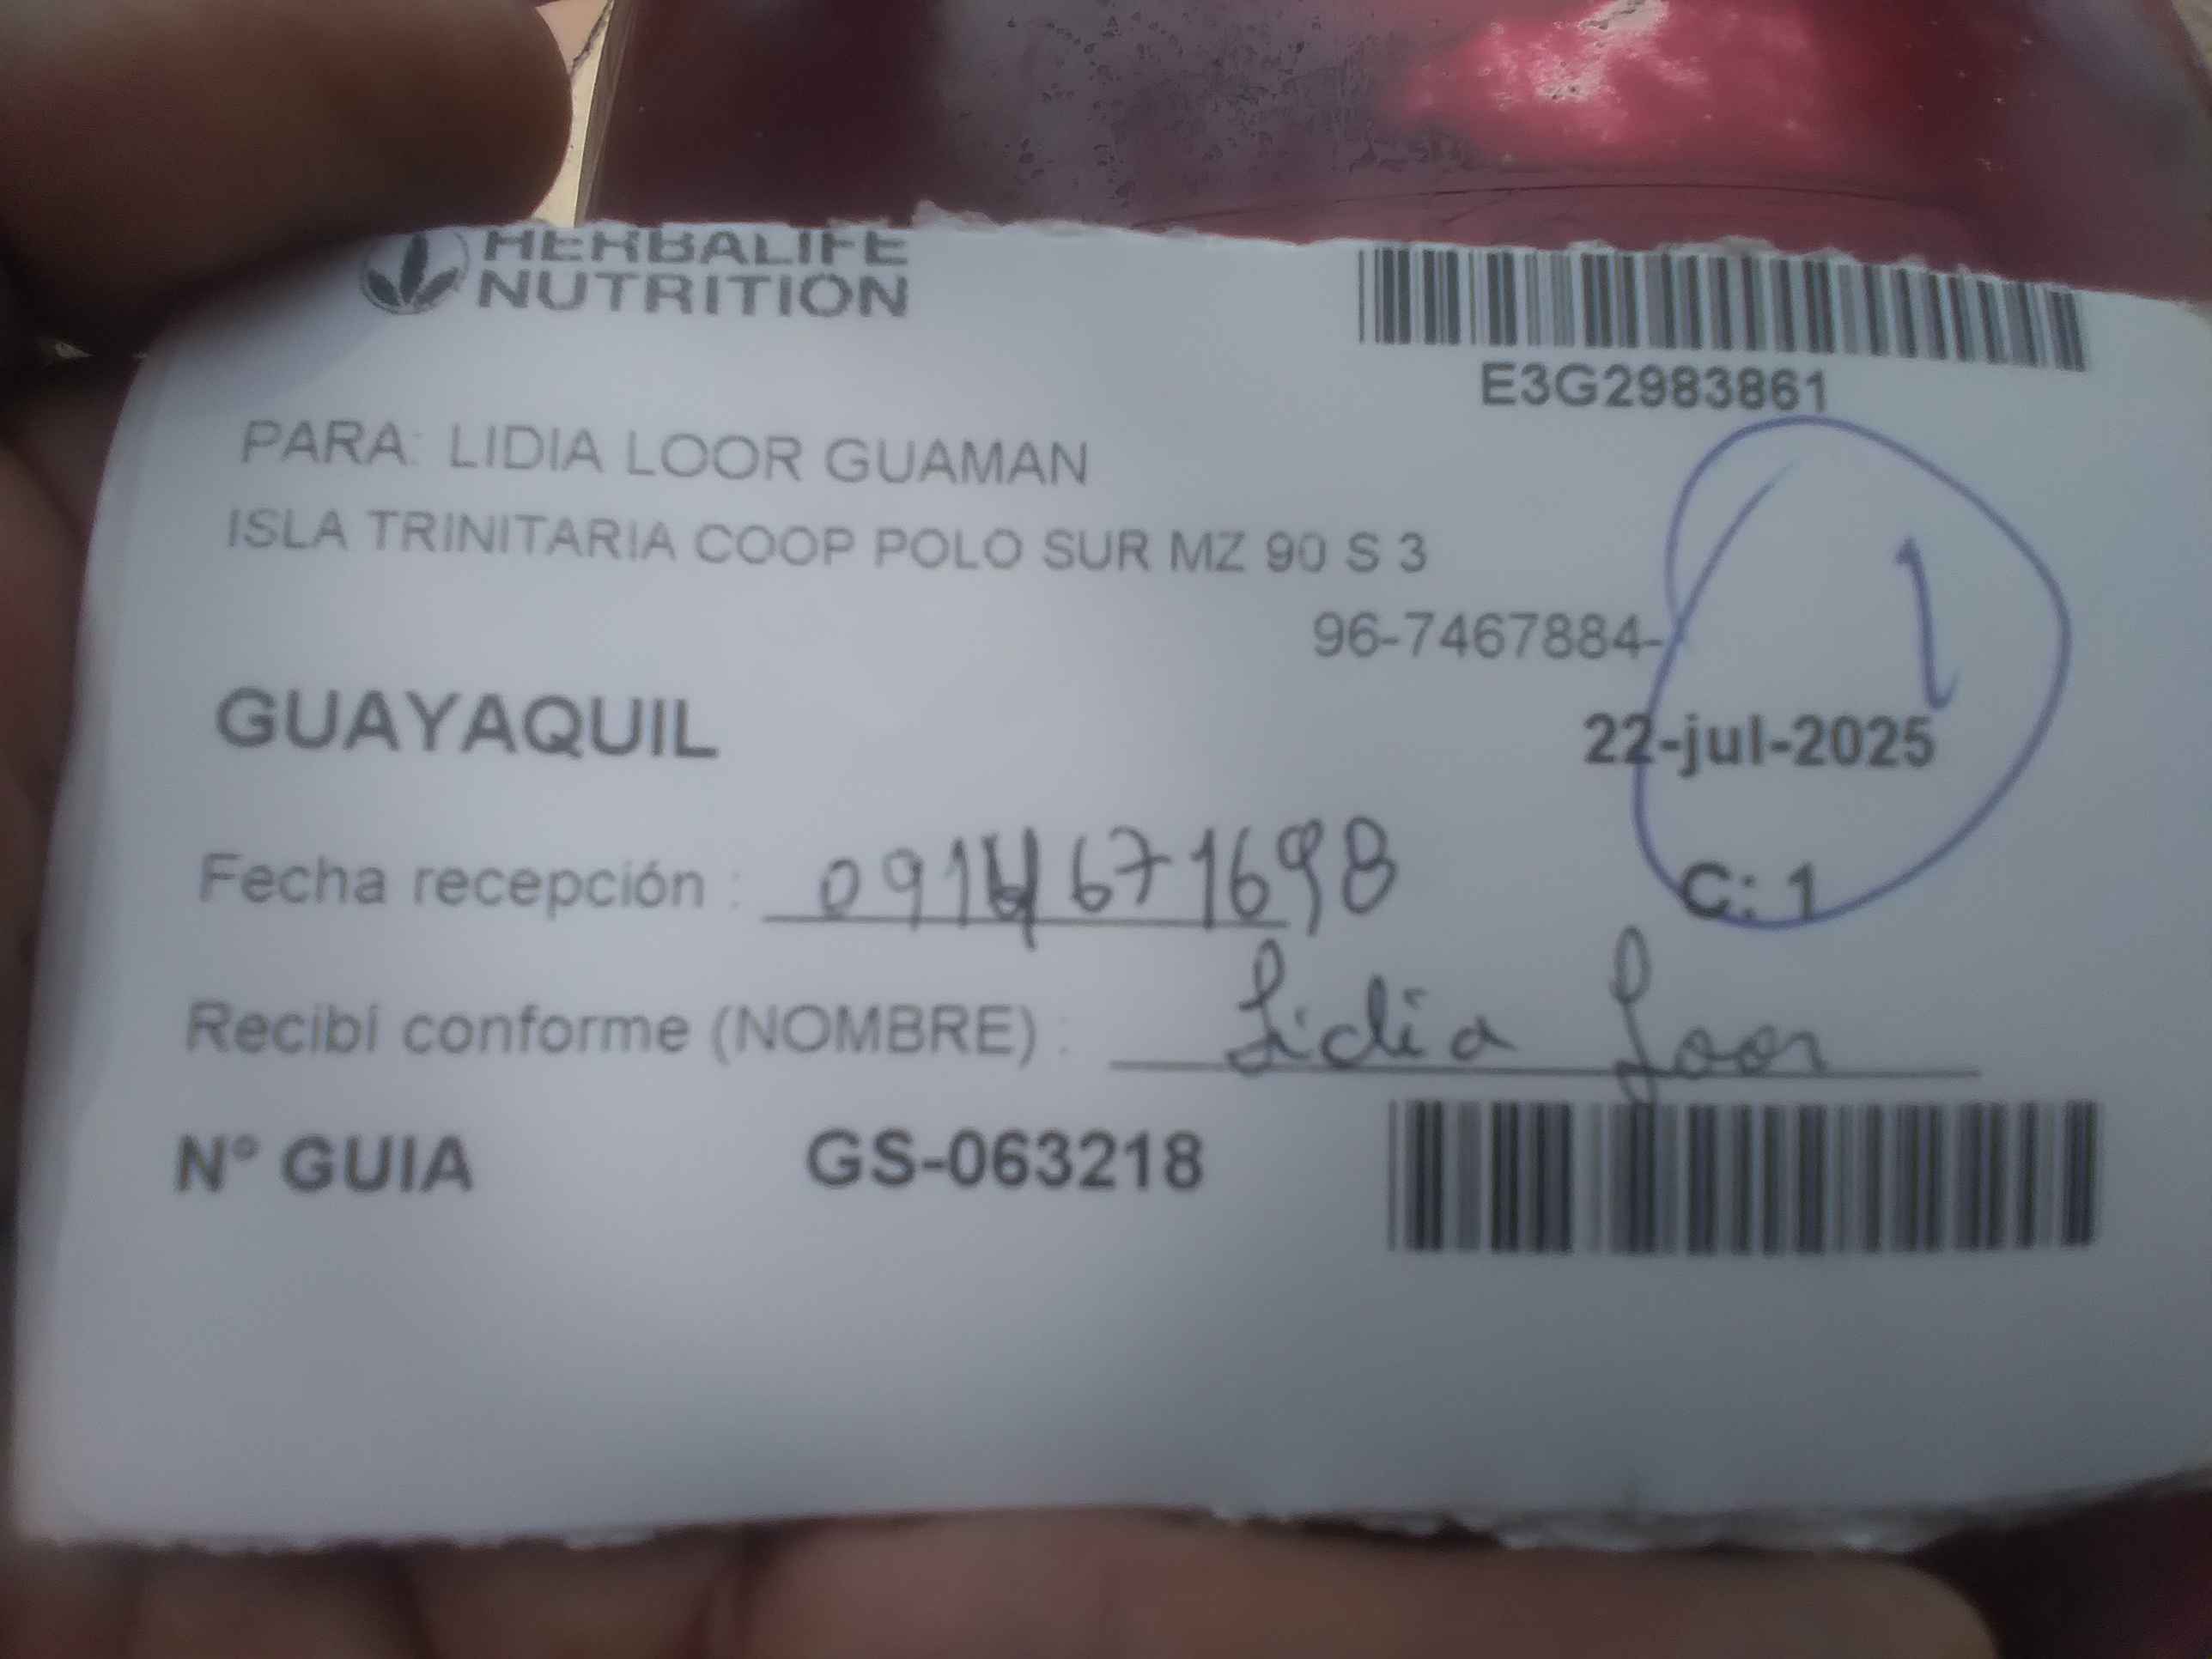 HERBALIFE
NUTRITION
E3G2983861
PARA: LIDIA LOOR GUAMAN
ISLA TRINITARIA COOP POLO SUR MZ 90 S 3
96-7467884-
1
GUAYAQUIL
22-jul-2025
Fecha recepción : 0914671698
C: 1
Recibí conforme (NOMBRE) : Lidia Loor
N° GUIA GS-063218